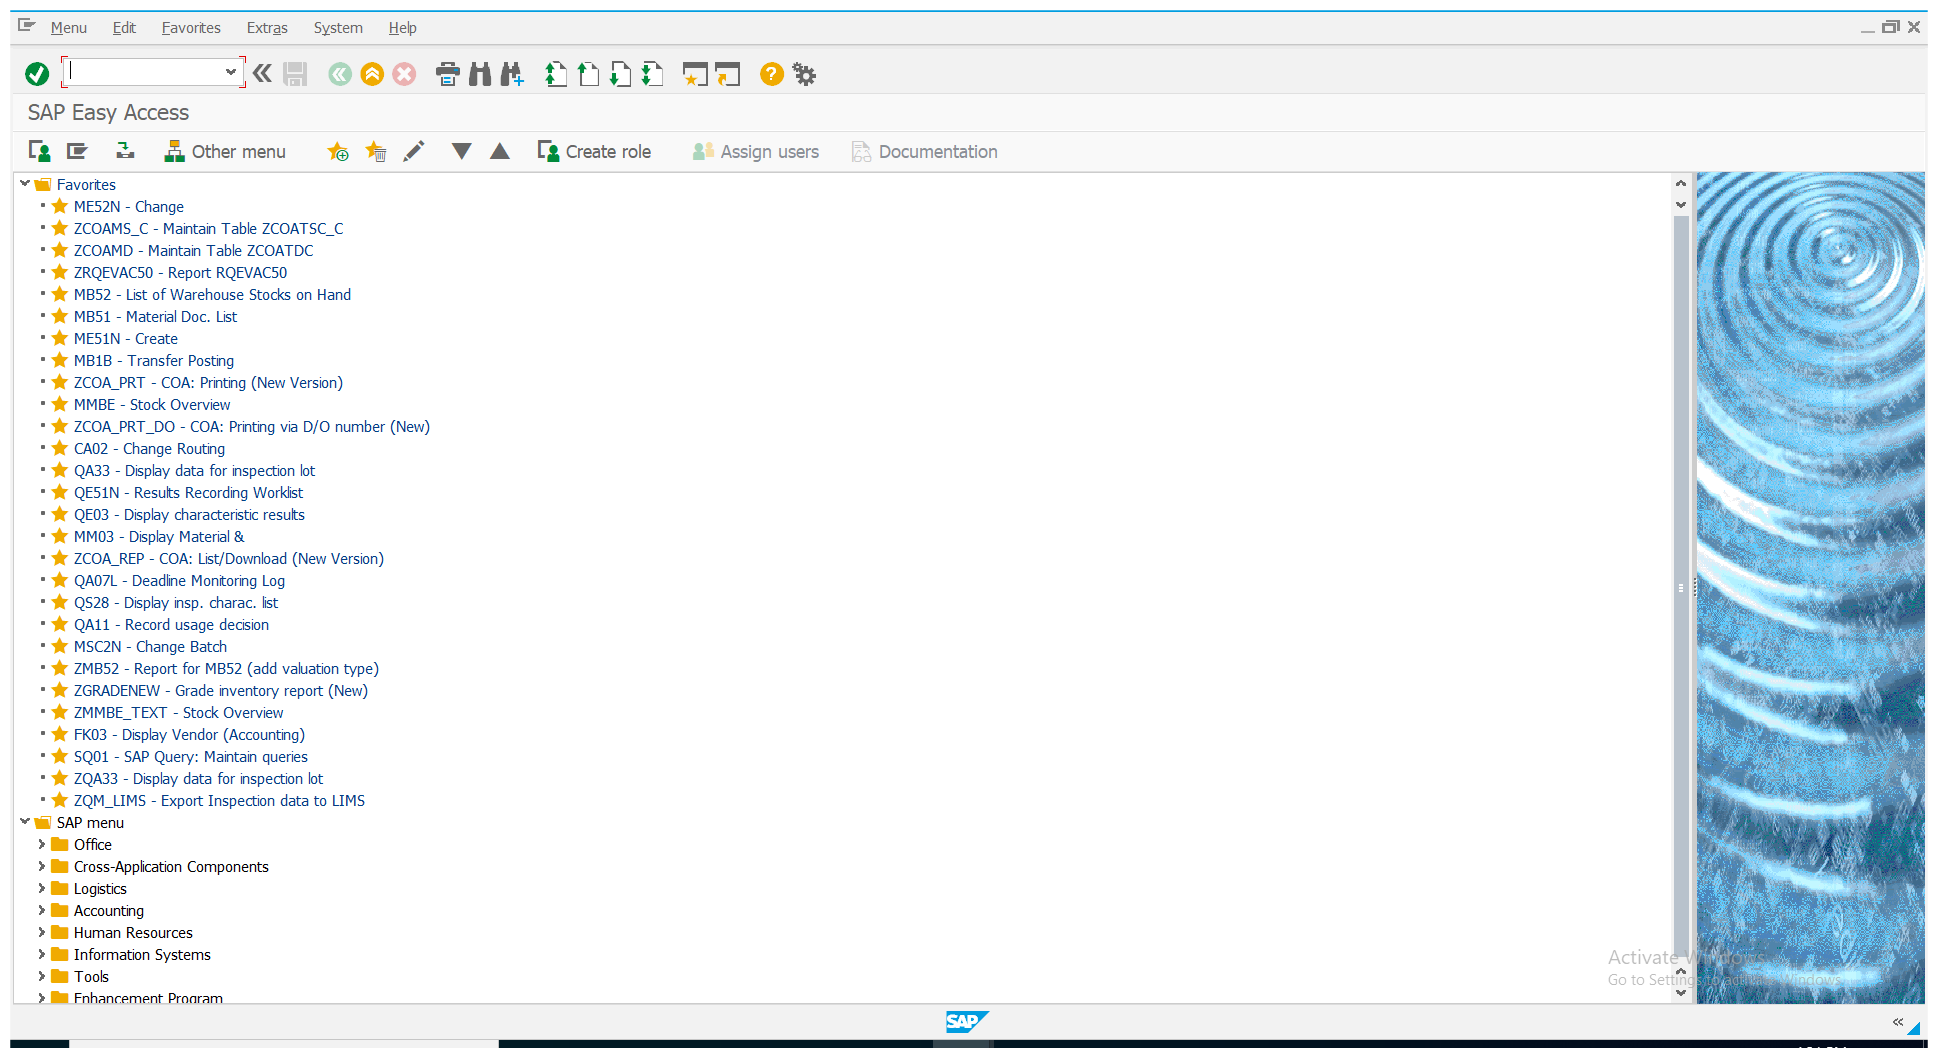 Menu Edit Favorites Extras System Help
SAP Easy Access
Other menu Create role Assign users Documentation
Favorites
ME52N - Change
ZCOAMS_C - Maintain Table ZCOATSC_C
ZCOAMD - Maintain Table ZCOATDC
ZRQEVAC50 - Report RQEVAC50
MB52 - List of Warehouse Stocks on Hand
MB51 - Material Doc. List
ME51N - Create
MB1B - Transfer Posting
ZCOA_PRT - COA: Printing (New Version)
MMBE - Stock Overview
ZCOA_PRT_DO - COA: Printing via D/O number (New)
CA02 - Change Routing
QA33 - Display data for inspection lot
QE51N - Results Recording Worklist
QE03 - Display characteristic results
MM03 - Display Material &
ZCOA_REP - COA: List/Download (New Version)
QA07L - Deadline Monitoring Log
QS28 - Display insp. charac. list
QA11 - Record usage decision
MSC2N - Change Batch
ZMB52 - Report for MB52 (add valuation type)
ZGRADENEW - Grade inventory report (New)
ZMMBE_TEXT - Stock Overview
FK03 - Display Vendor (Accounting)
SQ01 - SAP Query: Maintain queries
ZQA33 - Display data for inspection lot
ZQM_LIMS - Export Inspection data to LIMS
SAP menu
Office
Cross-Application Components
Logistics
Accounting
Human Resources
Information Systems
Tools
Enhancement Program
Activate Windows
Go to Settings to activate Windows.
SAP